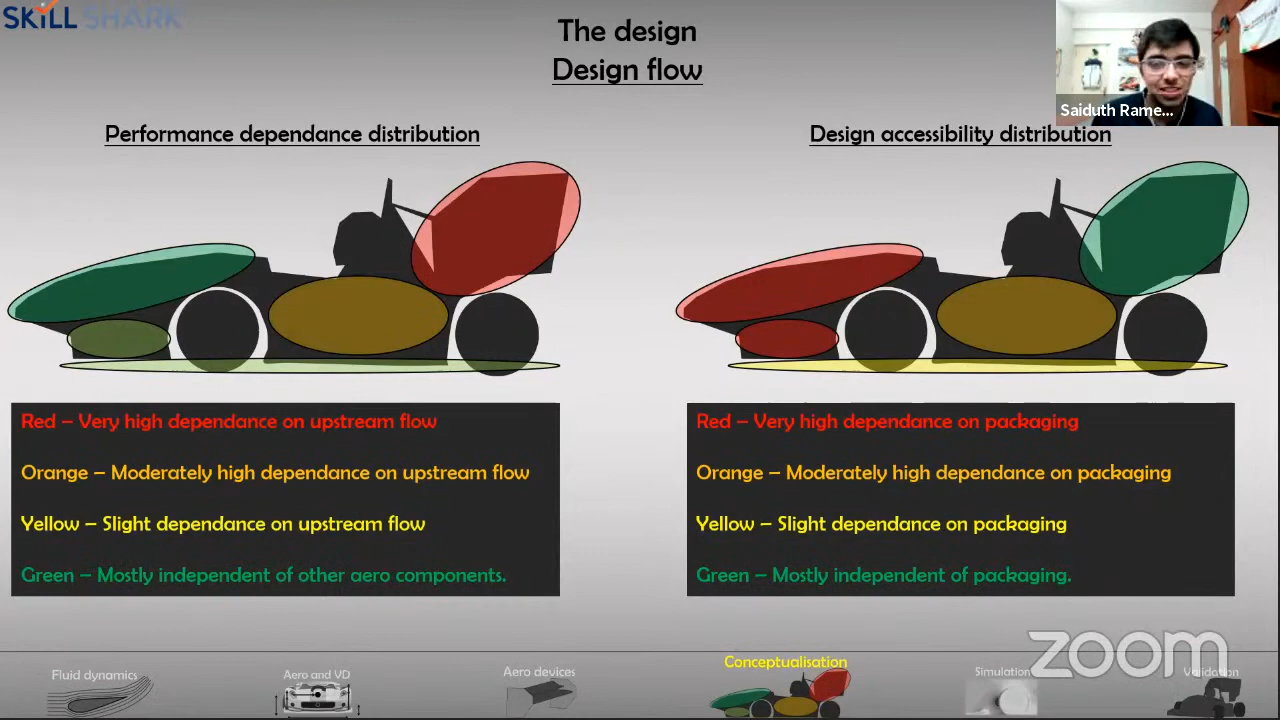 SKILL SHARK
The design
Design flow
Saiduth Rame...
Performance dependance distribution
Design accessibility distribution
Red – Very high dependance on upstream flow
Orange – Moderately high dependance on upstream flow
Yellow – Slight dependance on upstream flow
Green – Mostly independent of other aero components.
Red – Very high dependance on packaging
Orange – Moderately high dependance on packaging
Yellow – Slight dependance on packaging
Green – Mostly independent of packaging.
zoom
Fluid dynamics
Aero and VD
Aero devices
Conceptualisation
Simulation
Validation